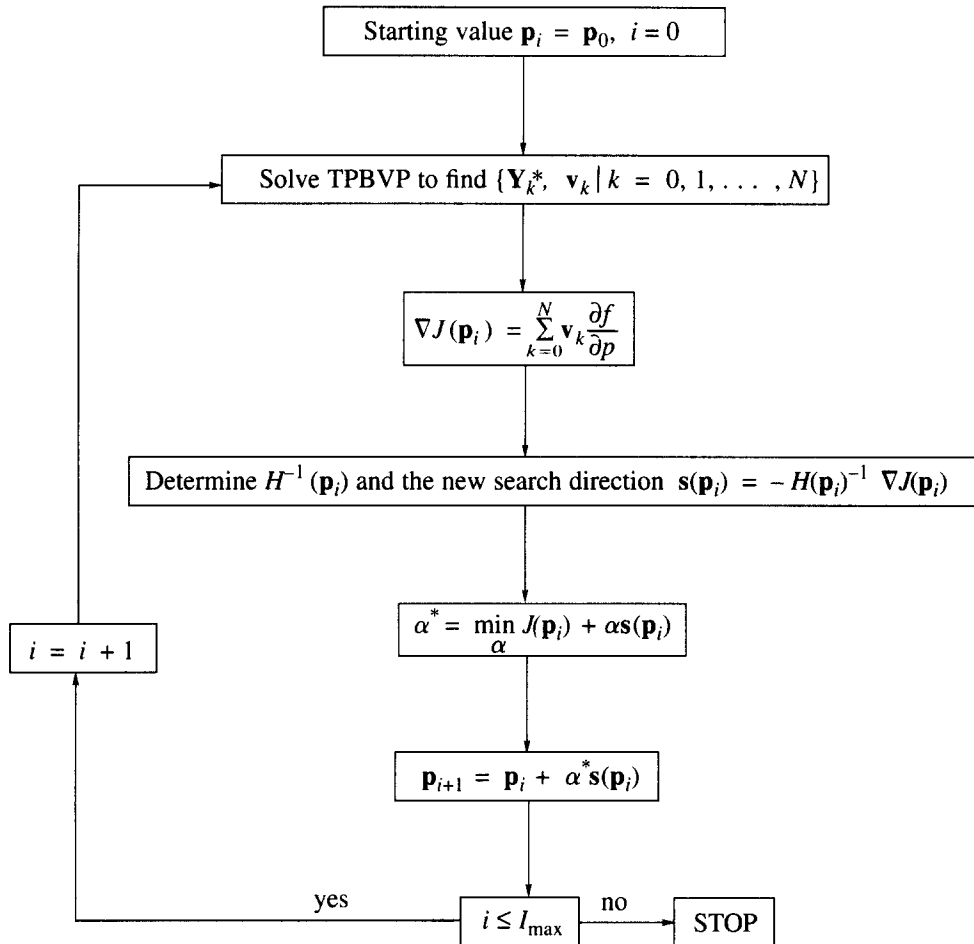 Starting value p_i = p_0, i = 0
Solve TPBVP to find {Y_k^*, v_k | k = 0, 1, . . . , N}
∇J(p_i) = ∑_{k=0}^{N} v_k ∂f/∂p
Determine H^{-1}(p_i) and the new search direction s(p_i) = – H(p_i)^{-1} ∇J(p_i)
α^* = min_α J(p_i) + αs(p_i)
i = i + 1
p_{i+1} = p_i + α^*s(p_i)
yes
i ≤ I_max
no
STOP